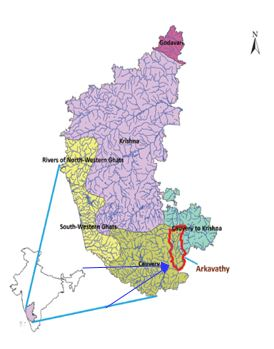 N
Godavari
Krishna
Rivers of North-Western Ghats
South-Western Ghats
Cauvery to Krishna
Cauvery
Arkavathy